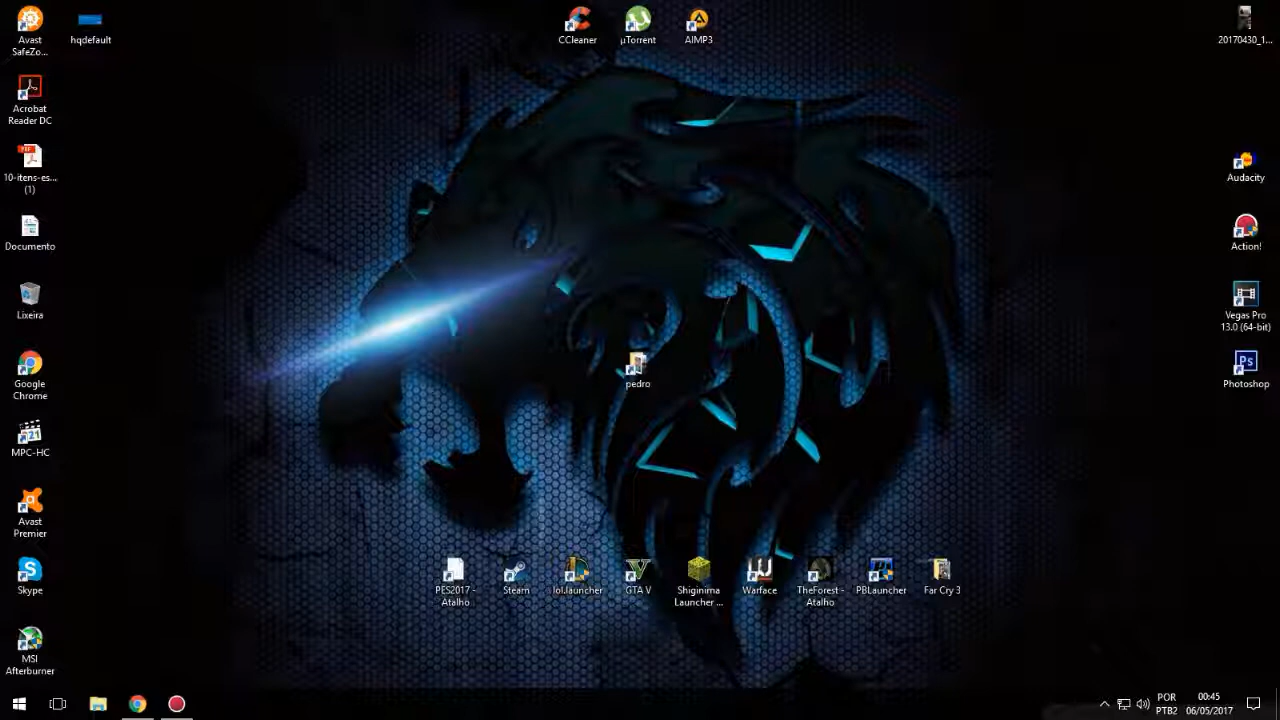 Avast
SafeZo...
hqdefault
CCleaner
µTorrent
AIMP3
20170430_1...
Acrobat
Reader DC
10-itens-es...
(1)
Audacity
Documento
Action!
Lixeira
Vegas Pro
13.0 (64-bit)
Google
Chrome
pedro
Photoshop
MPC-HC
Avast
Premier
Skype
PES2017 -
Atalho
Steam
lol.launcher
GTA V
Shiginima
Launcher ...
Warface
TheForest -
Atalho
PBLauncher
Far Cry 3
MSI
Afterburner
POR
PTB2
00:45
06/05/2017